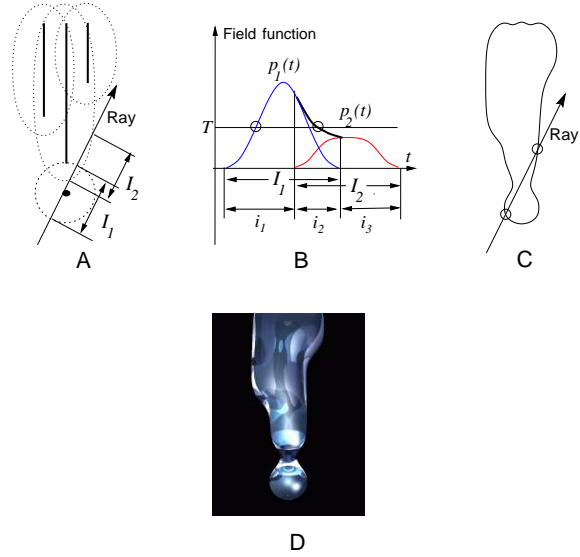 Ray
I2
I1
A
Field function
p1(t)
p2(t)
T
t
I1
I2
i1
i2
i3
B
Ray
C
D